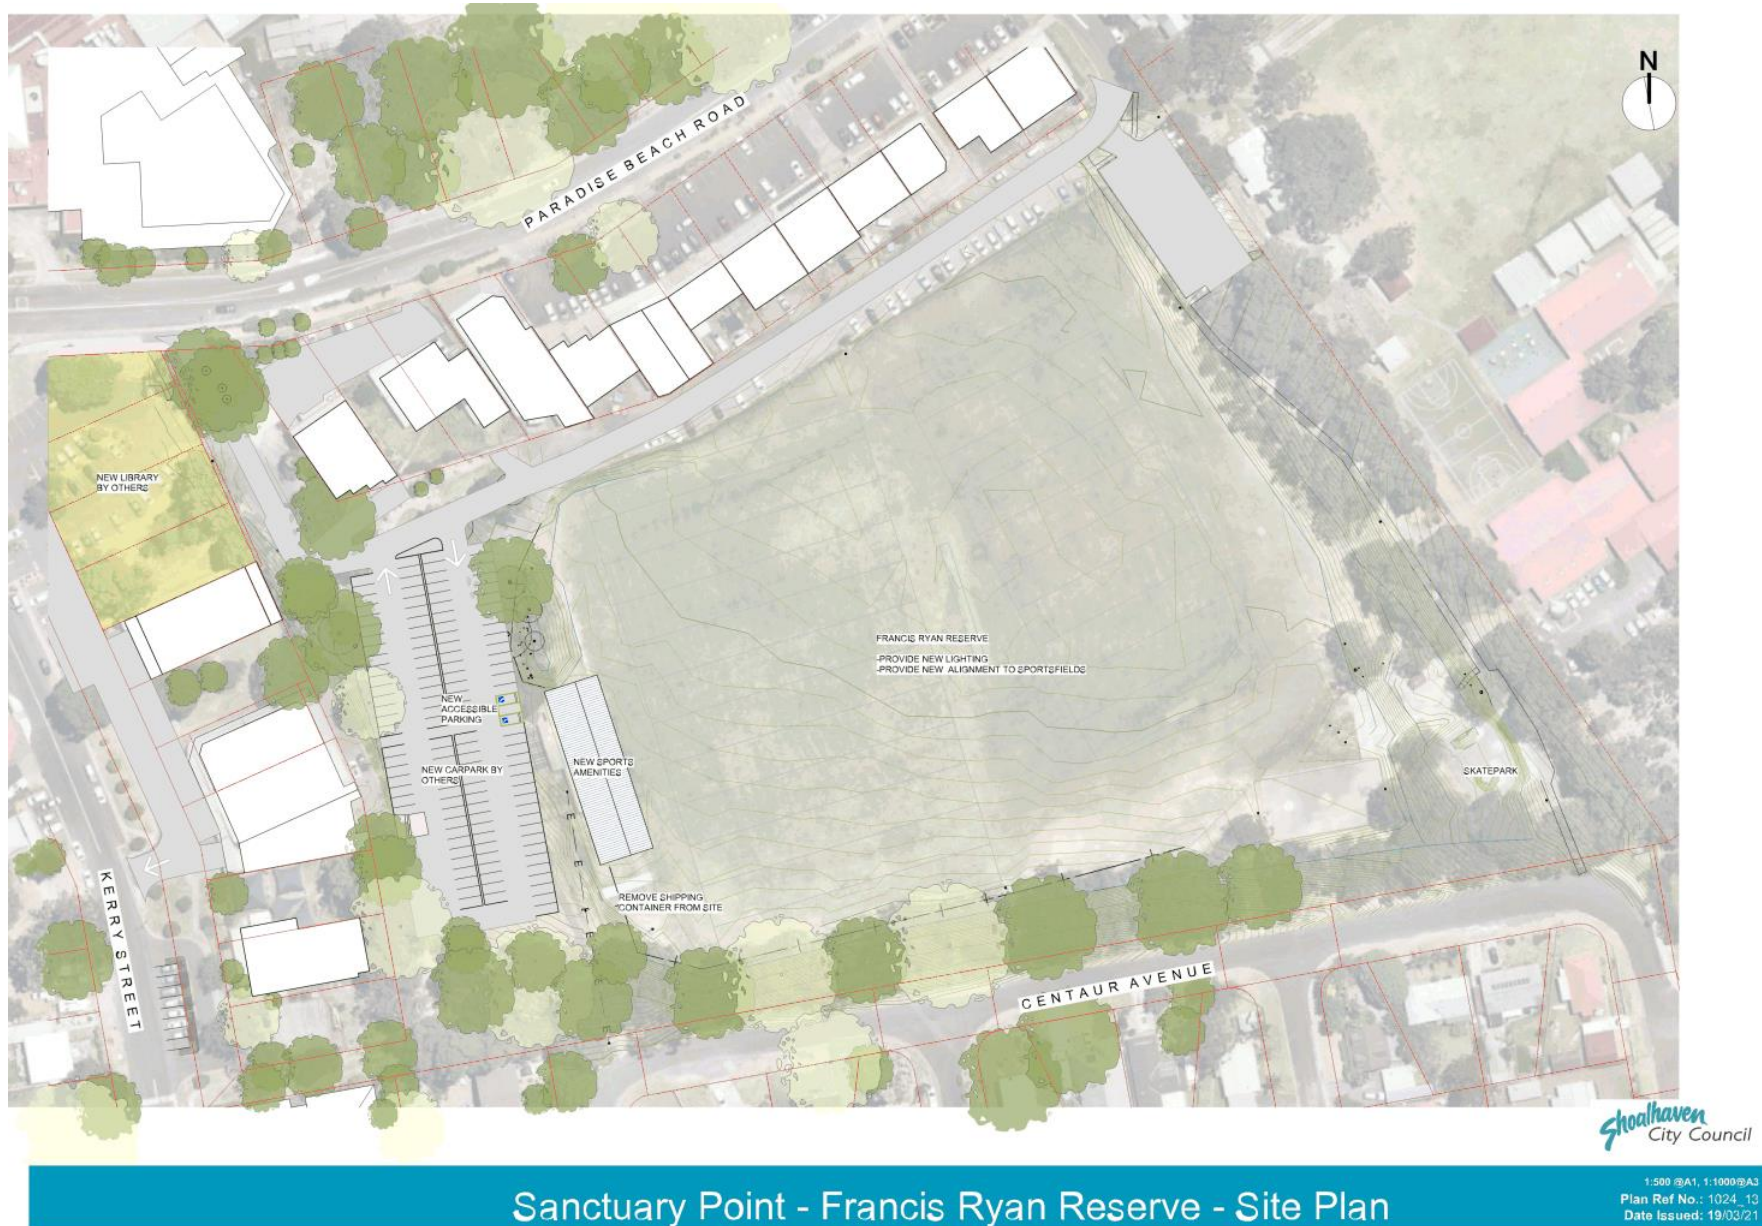 N
PARADISE BEACH ROAD
NEW LIBRARY
BY OTHERS
FRANCIS RYAN RESERVE
-PROVIDE NEW LIGHTING
-PROVIDE NEW ALIGNMENT TO SPORTSFIELDS
NEW
ACCESSIBLE
PARKING
NEW CARPARK BY
OTHERS
NEW SPORTS
AMENITIES
SKATEPARK
E
E
E
E
E
REMOVE SHIPPING
CONTAINER FROM SITE
KERRY STREET
CENTAUR AVENUE
Shoalhaven
City Council
Sanctuary Point - Francis Ryan Reserve - Site Plan
1:500 @A1, 1:1000@A3
Plan Ref No.: 1024_13
Date Issued: 19/03/21